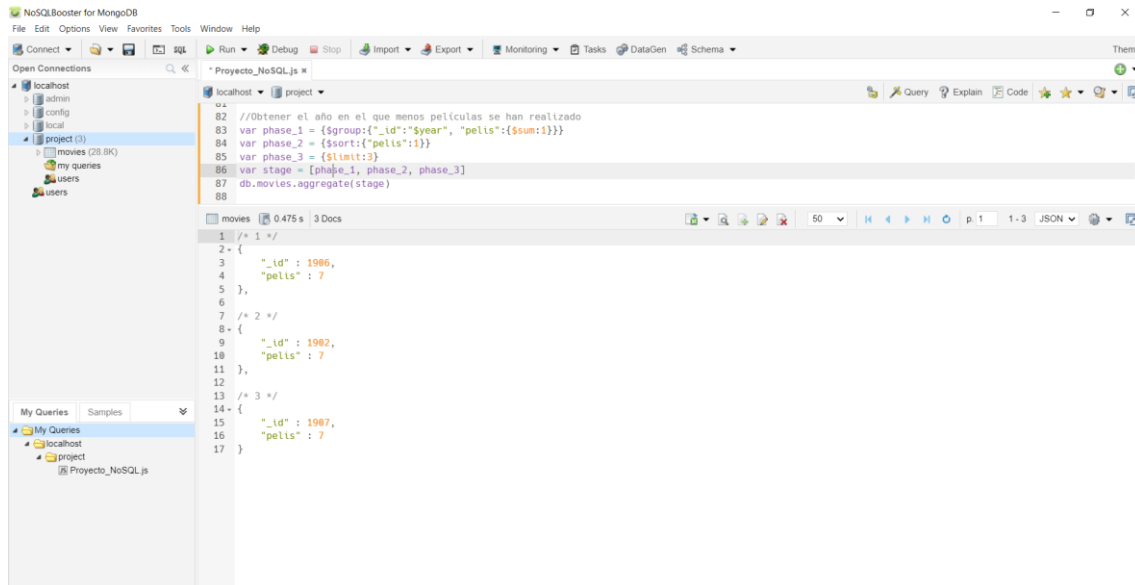 NoSQLBooster for MongoDB
File Edit Options View Favorites Tools Window Help
Connect SQL Run Debug Stop Import Export Monitoring Tasks DataGen Schema Them
Open Connections
* Proyecto_NoSQL.js
localhost
admin
config
local
project (3)
movies (28.8K)
my queries
users
users
localhost project Query Explain Code
81
82 //Obtener el año en el que menos películas se han realizado
83 var phase_1 = {$group:{"_id":"$year", "pelis":{$sum:1}}}
84 var phase_2 = {$sort:{"pelis":1}}
85 var phase_3 = {$limit:3}
86 var stage = [phase_1, phase_2, phase_3]
87 db.movies.aggregate(stage)
88
movies 0.475 s 3 Docs 50 p. 1 1 - 3 JSON
1 /* 1 */
2 {
3 "_id" : 1906,
4 "pelis" : 7
5 },
6
7 /* 2 */
8 {
9 "_id" : 1902,
10 "pelis" : 7
11 },
12
13 /* 3 */
14 {
15 "_id" : 1907,
16 "pelis" : 7
17 }
My Queries Samples
My Queries
localhost
project
JS Proyecto_NoSQL.js